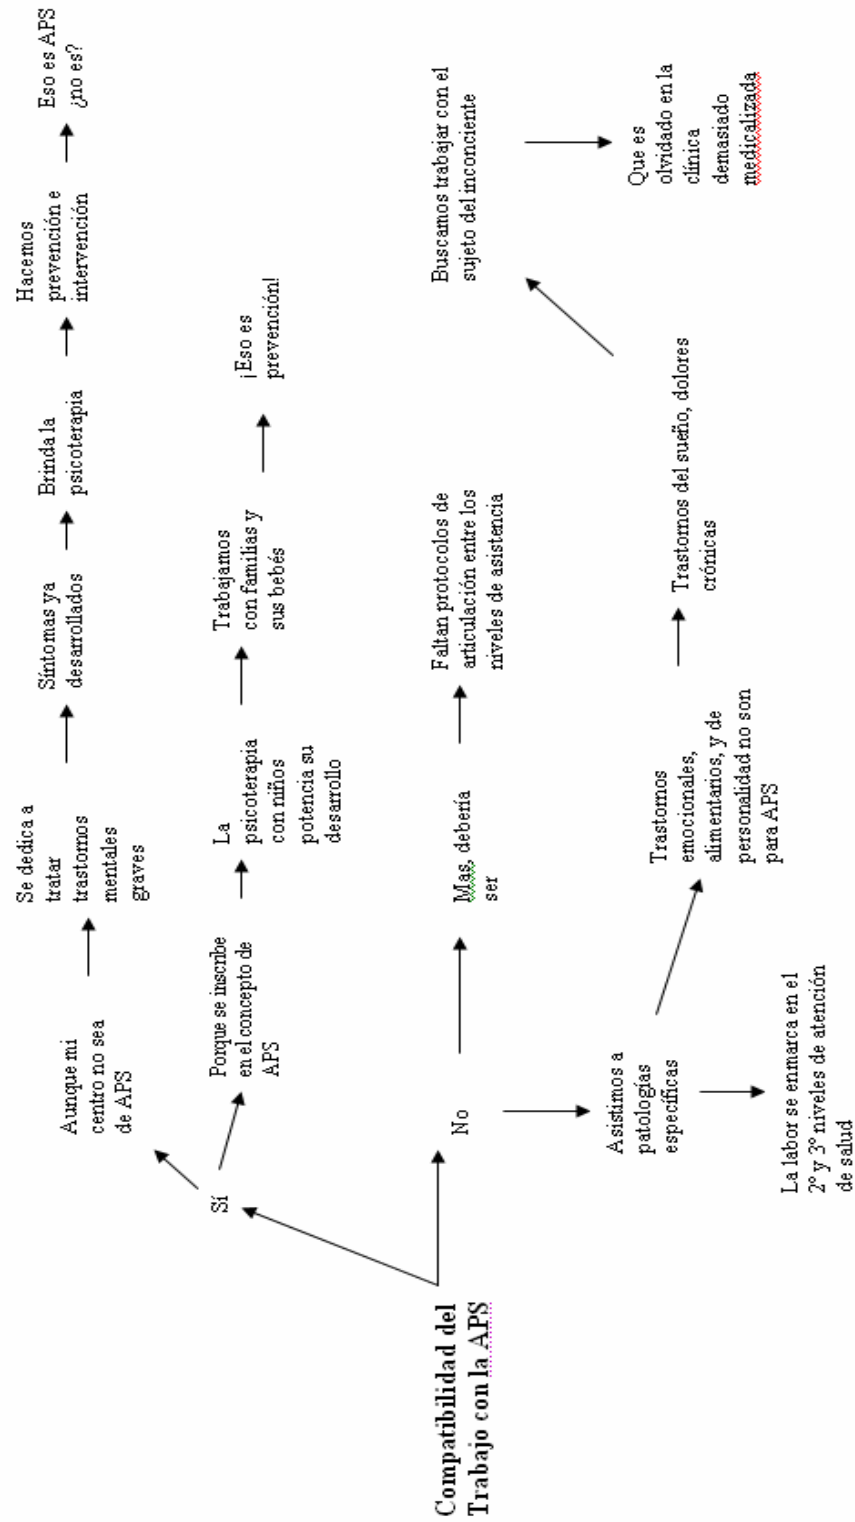 Compatibilidad del
Trabajo con la APS
Sí
Aunque mi
centro no sea
de APS
Se dedica a
tratar
trastornos
mentales
graves
Síntomas ya
desarrollados
Brinda la
psicoterapia
Hacemos
prevención e
intervención
Eso es APS
¿no es?
Porque se inscribe
en el concepto de
APS
La
psicoterapia
con niños
potencia su
desarrollo
Trabajamos
con familias y
sus bebés
¡Eso es
prevención!
No
Mas, debería
ser
Faltan protocolos de
articulación entre los
niveles de asistencia
Asistimos a
patologías
específicas
Trastornos
emocionales,
alimentarios, y de
personalidad no son
para APS
Trastornos del sueño, dolores
crónicas
Buscamos trabajar con el
sujeto del inconciente
Que es
olvidado en la
clínica
demasiado
medicalizada
La labor se enmarca en el
2º y 3º niveles de atención
de salud